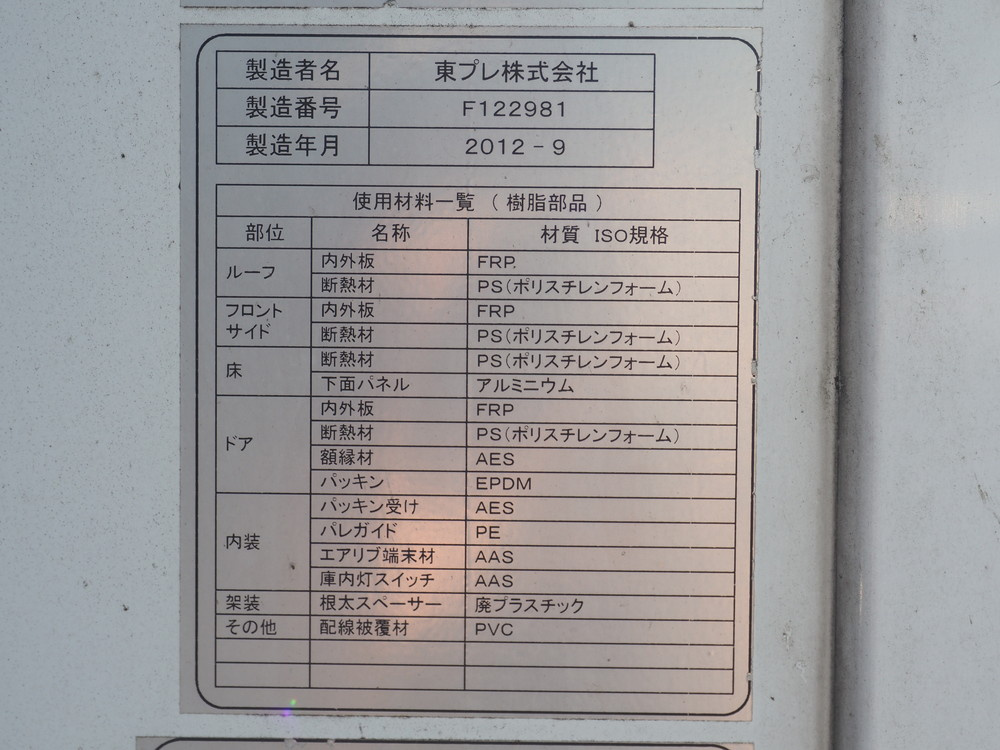 製造者名 東プレ株式会社
製造番号 F122981
製造年月 2012-9
使用材料一覧 （樹脂部品）
部位 名称 材質 ISO規格
ルーフ 内外板 FRP.
断熱材 PS（ポリスチレンフォーム）
フロント
サイド 内外板 FRP
断熱材 PS（ポリスチレンフォーム）
床 断熱材 PS（ポリスチレンフォーム）
下面パネル アルミニウム
ドア 内外板 FRP
断熱材 PS（ポリスチレンフォーム）
額縁材 AES
パッキン EPDM
内装 パッキン受け AES
パレガイド PE
エアリブ端末材 AAS
庫内灯スイッチ AAS
架装 根太スペーサー 廃プラスチック
その他 配線被覆材 PVC